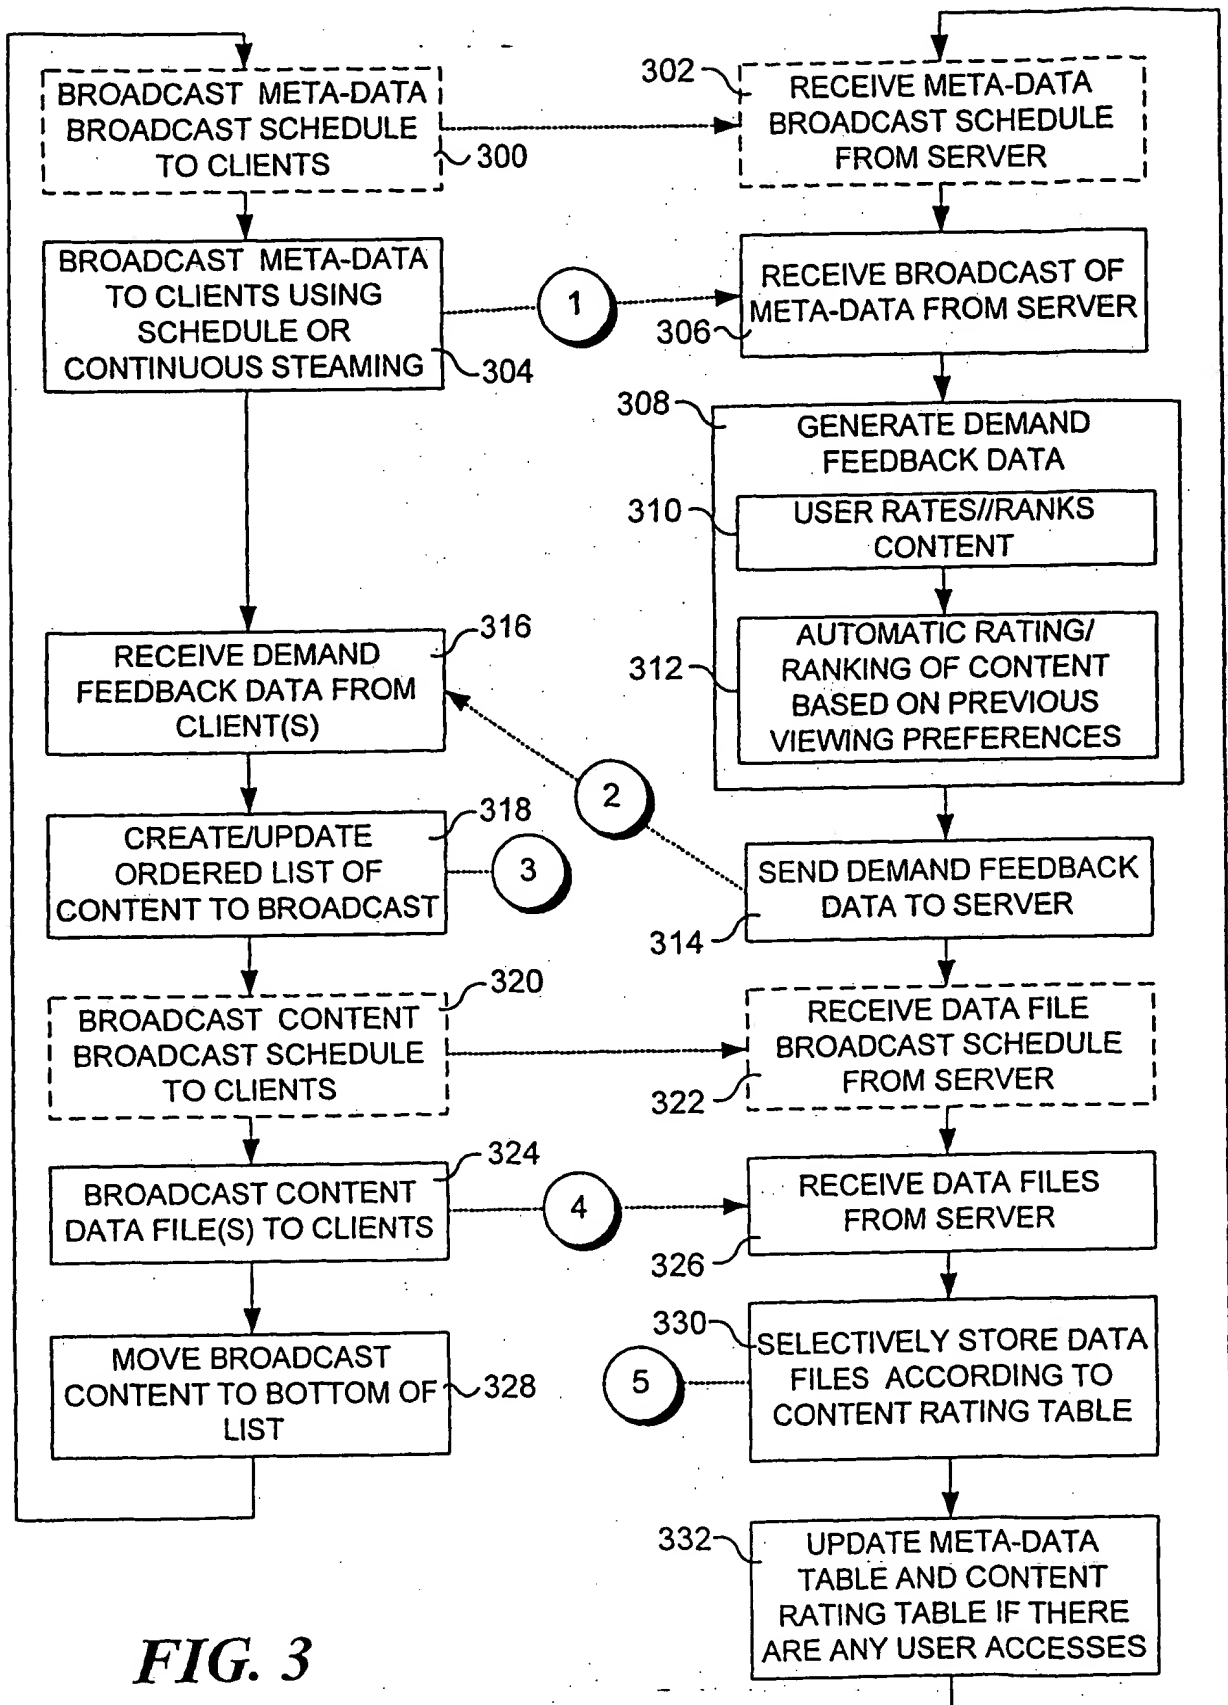 BROADCAST META-DATA
BROADCAST SCHEDULE
TO CLIENTS
300
302
RECEIVE META-DATA
BROADCAST SCHEDULE
FROM SERVER
BROADCAST META-DATA
TO CLIENTS USING
SCHEDULE OR
CONTINUOUS STEAMING
304
1
RECEIVE BROADCAST OF
META-DATA FROM SERVER
306
308
GENERATE DEMAND
FEEDBACK DATA
310
USER RATES//RANKS
CONTENT
312
AUTOMATIC RATING/
RANKING OF CONTENT
BASED ON PREVIOUS
VIEWING PREFERENCES
316
RECEIVE DEMAND
FEEDBACK DATA FROM
CLIENT(S)
2
318
CREATE/UPDATE
ORDERED LIST OF
CONTENT TO BROADCAST
3
SEND DEMAND FEEDBACK
DATA TO SERVER
314
320
BROADCAST CONTENT
BROADCAST SCHEDULE
TO CLIENTS
RECEIVE DATA FILE
BROADCAST SCHEDULE
FROM SERVER
322
324
BROADCAST CONTENT
DATA FILE(S) TO CLIENTS
4
RECEIVE DATA FILES
FROM SERVER
326
MOVE BROADCAST
CONTENT TO BOTTOM OF
LIST
328
330
SELECTIVELY STORE DATA
FILES ACCORDING TO
CONTENT RATING TABLE
5
332
UPDATE META-DATA
TABLE AND CONTENT
RATING TABLE IF THERE
ARE ANY USER ACCESSES
FIG. 3